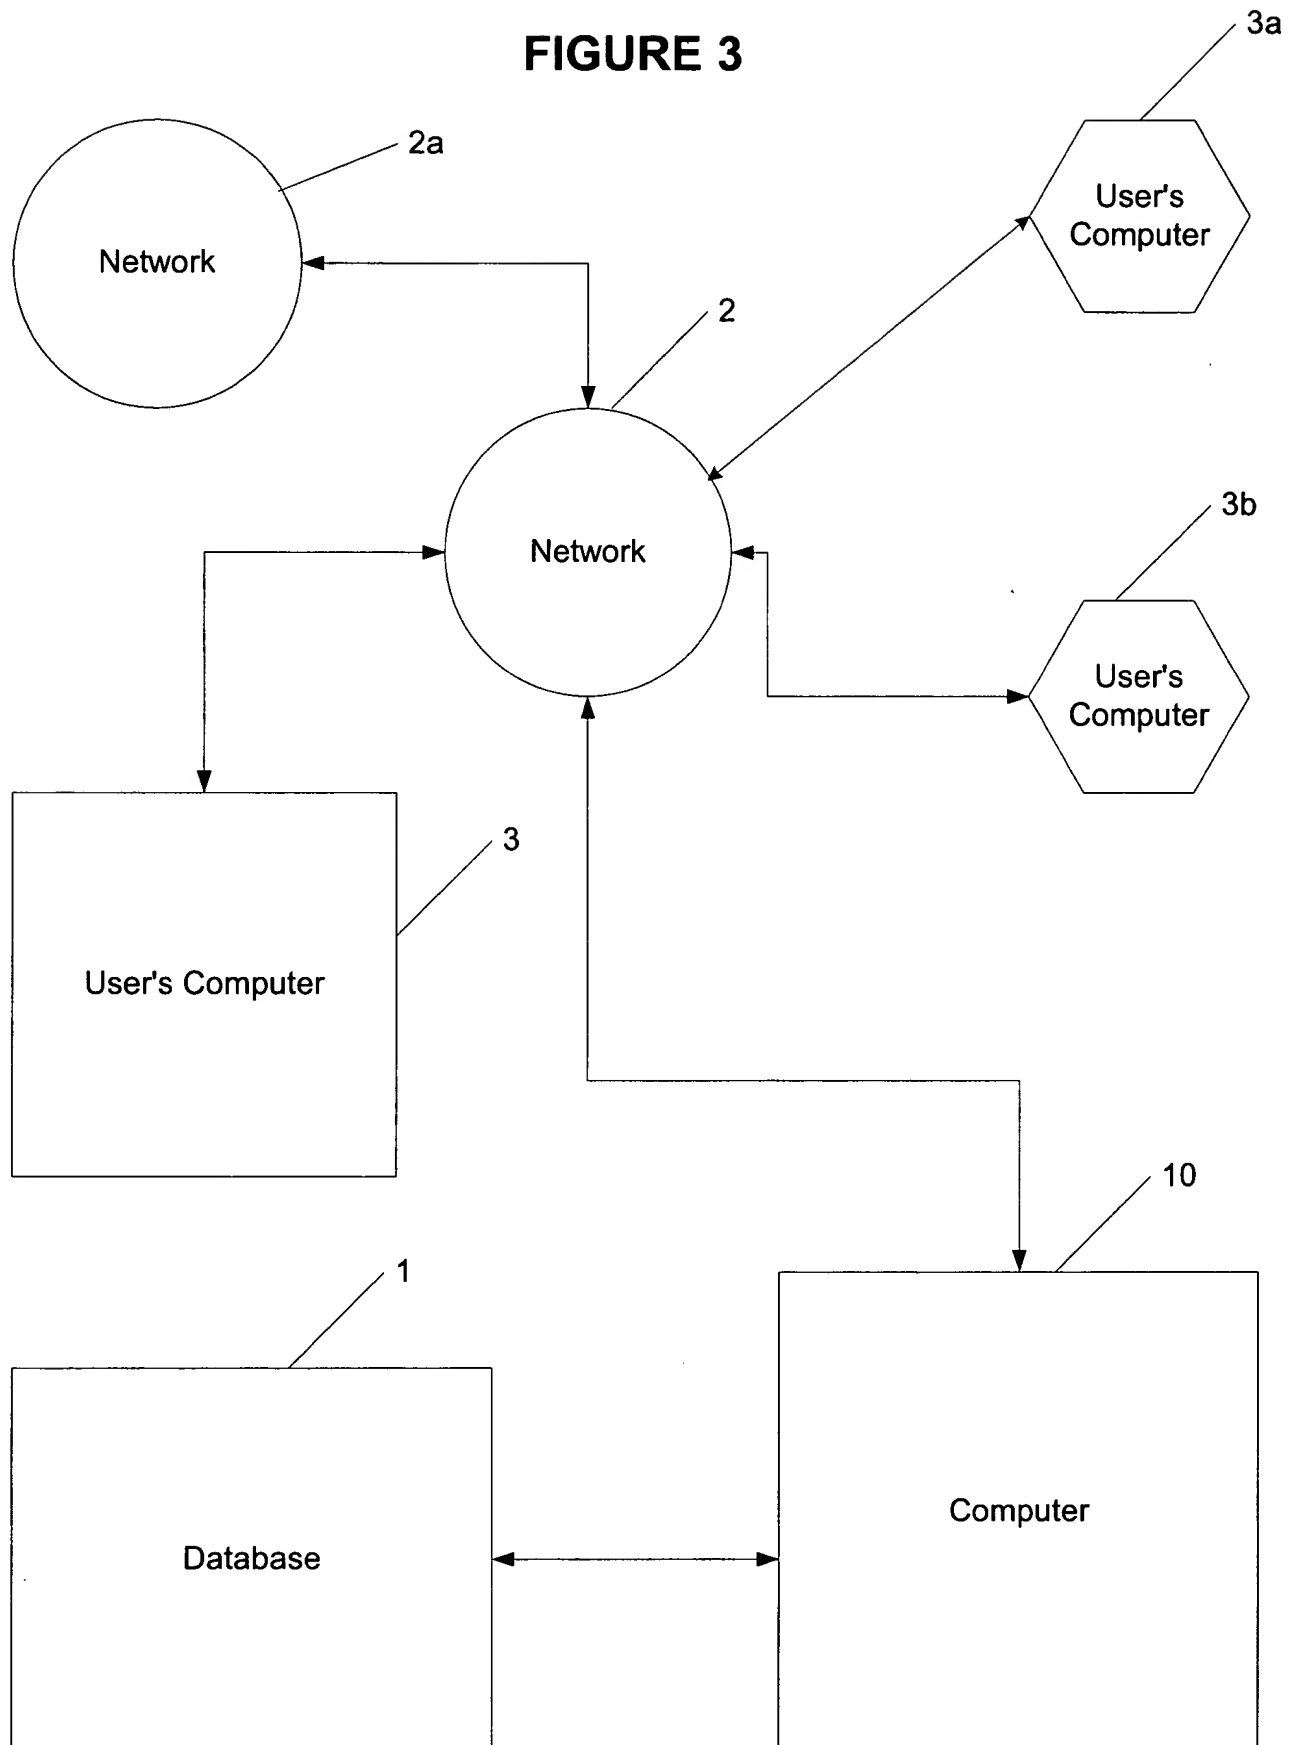 FIGURE 3
3a
2a
User's
Computer
Network
2
3b
Network
User's
Computer
3
User's Computer
10
1
Computer
Database